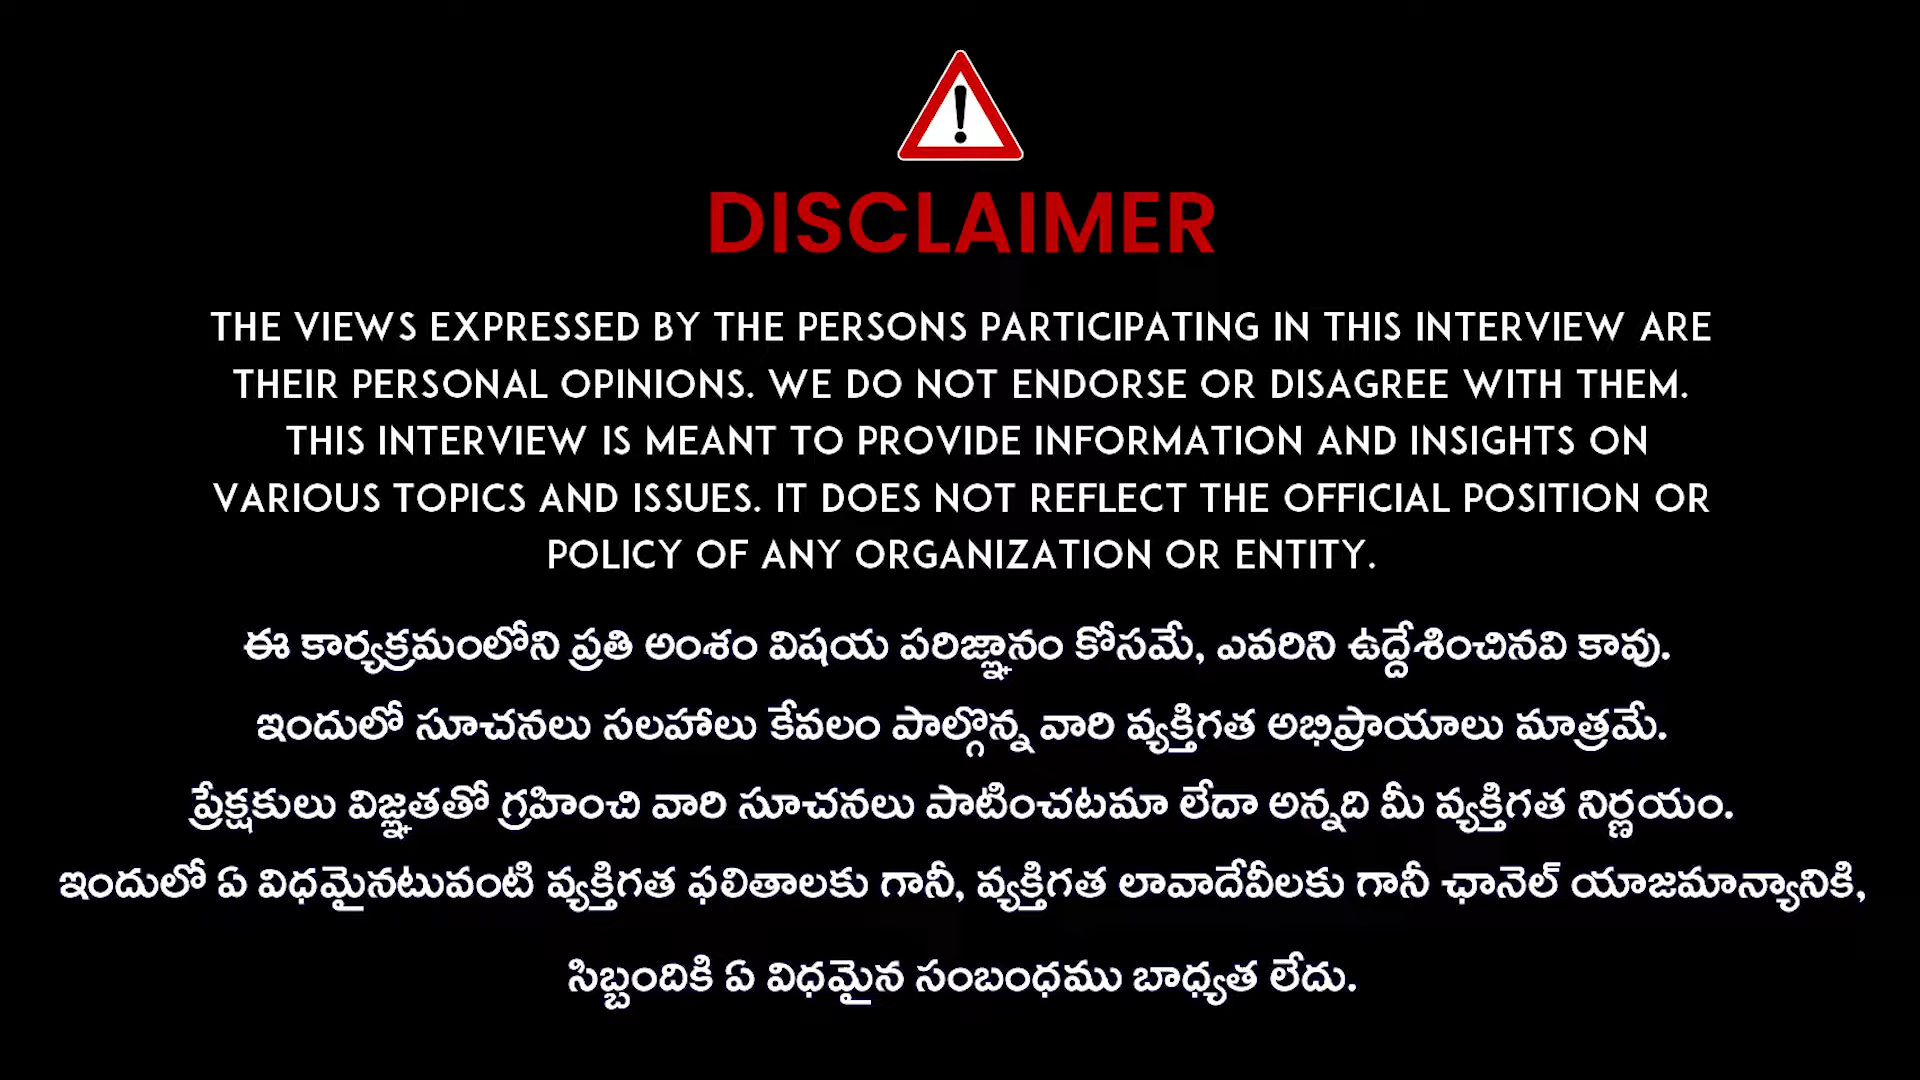 DISCLAIMER
THE VIEWS EXPRESSED BY THE PERSONS PARTICIPATING IN THIS INTERVIEW ARE
THEIR PERSONAL OPINIONS. WE DO NOT ENDORSE OR DISAGREE WITH THEM.
THIS INTERVIEW IS MEANT TO PROVIDE INFORMATION AND INSIGHTS ON
VARIOUS TOPICS AND ISSUES. IT DOES NOT REFLECT THE OFFICIAL POSITION OR
POLICY OF ANY ORGANIZATION OR ENTITY.
ఈ కార్యక్రమంలోని ప్రతి అంశం విషయ పరిజ్ఞానం కోసమే, ఎవరిని ఉద్దేశించినవి కావు.
ఇందులో సూచనలు సలహాలు కేవలం పాల్గొన్న వారి వ్యక్తిగత అభిప్రాయాలు మాత్రమే.
ప్రేక్షకులు విజ్ఞతతో గ్రహించి వారి సూచనలు పాటించటమా లేదా అన్నది మీ వ్యక్తిగత నిర్ణయం.
ఇందులో ఏ విధమైనటువంటి వ్యక్తిగత ఫలితాలకు గానీ, వ్యక్తిగత లావాదేవీలకు గానీ ఛానెల్ యాజమాన్యానికి,
సిబ్బందికి ఏ విధమైన సంబంధము బాధ్యత లేదు.